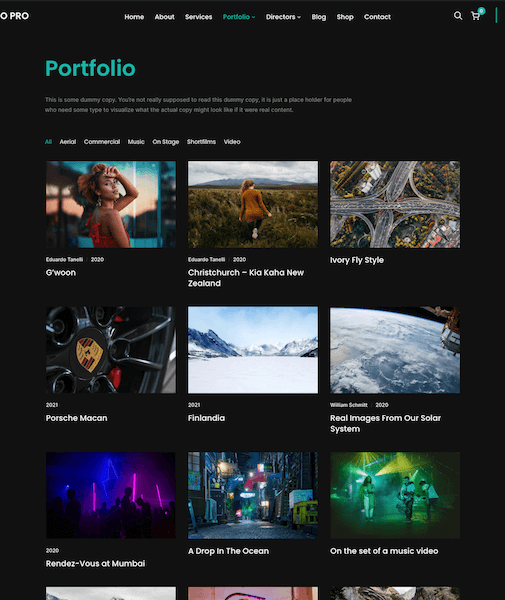 O PRO
Home About Services Portfolio Directors Blog Shop Contact
0
Portfolio
This is some dummy copy. You're not really supposed to read this dummy copy, it is just a place holder for people
who need some type to visualize what the actual copy might look like if it were real content.
All Aerial Commercial Music On Stage Shortfilms Video
Eduardo Tanelli 2020
G'woon
Eduardo Tanelli 2020
Christchurch – Kia Kaha New
Zealand
Ivory Fly Style
2021
Porsche Macan
2021
Finlandia
William Schmitt 2020
Real Images From Our Solar
System
2020
Rendez-Vous at Mumbai
A Drop In The Ocean
On the set of a music video